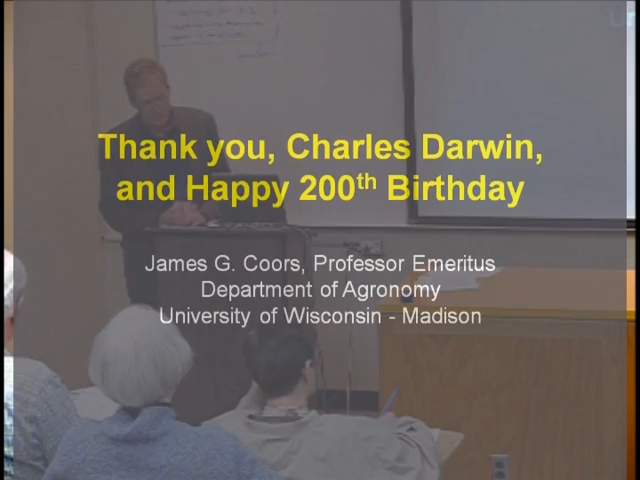 Thank you, Charles Darwin,
and Happy 200th Birthday
James G. Coors, Professor Emeritus
Department of Agronomy
University of Wisconsin - Madison